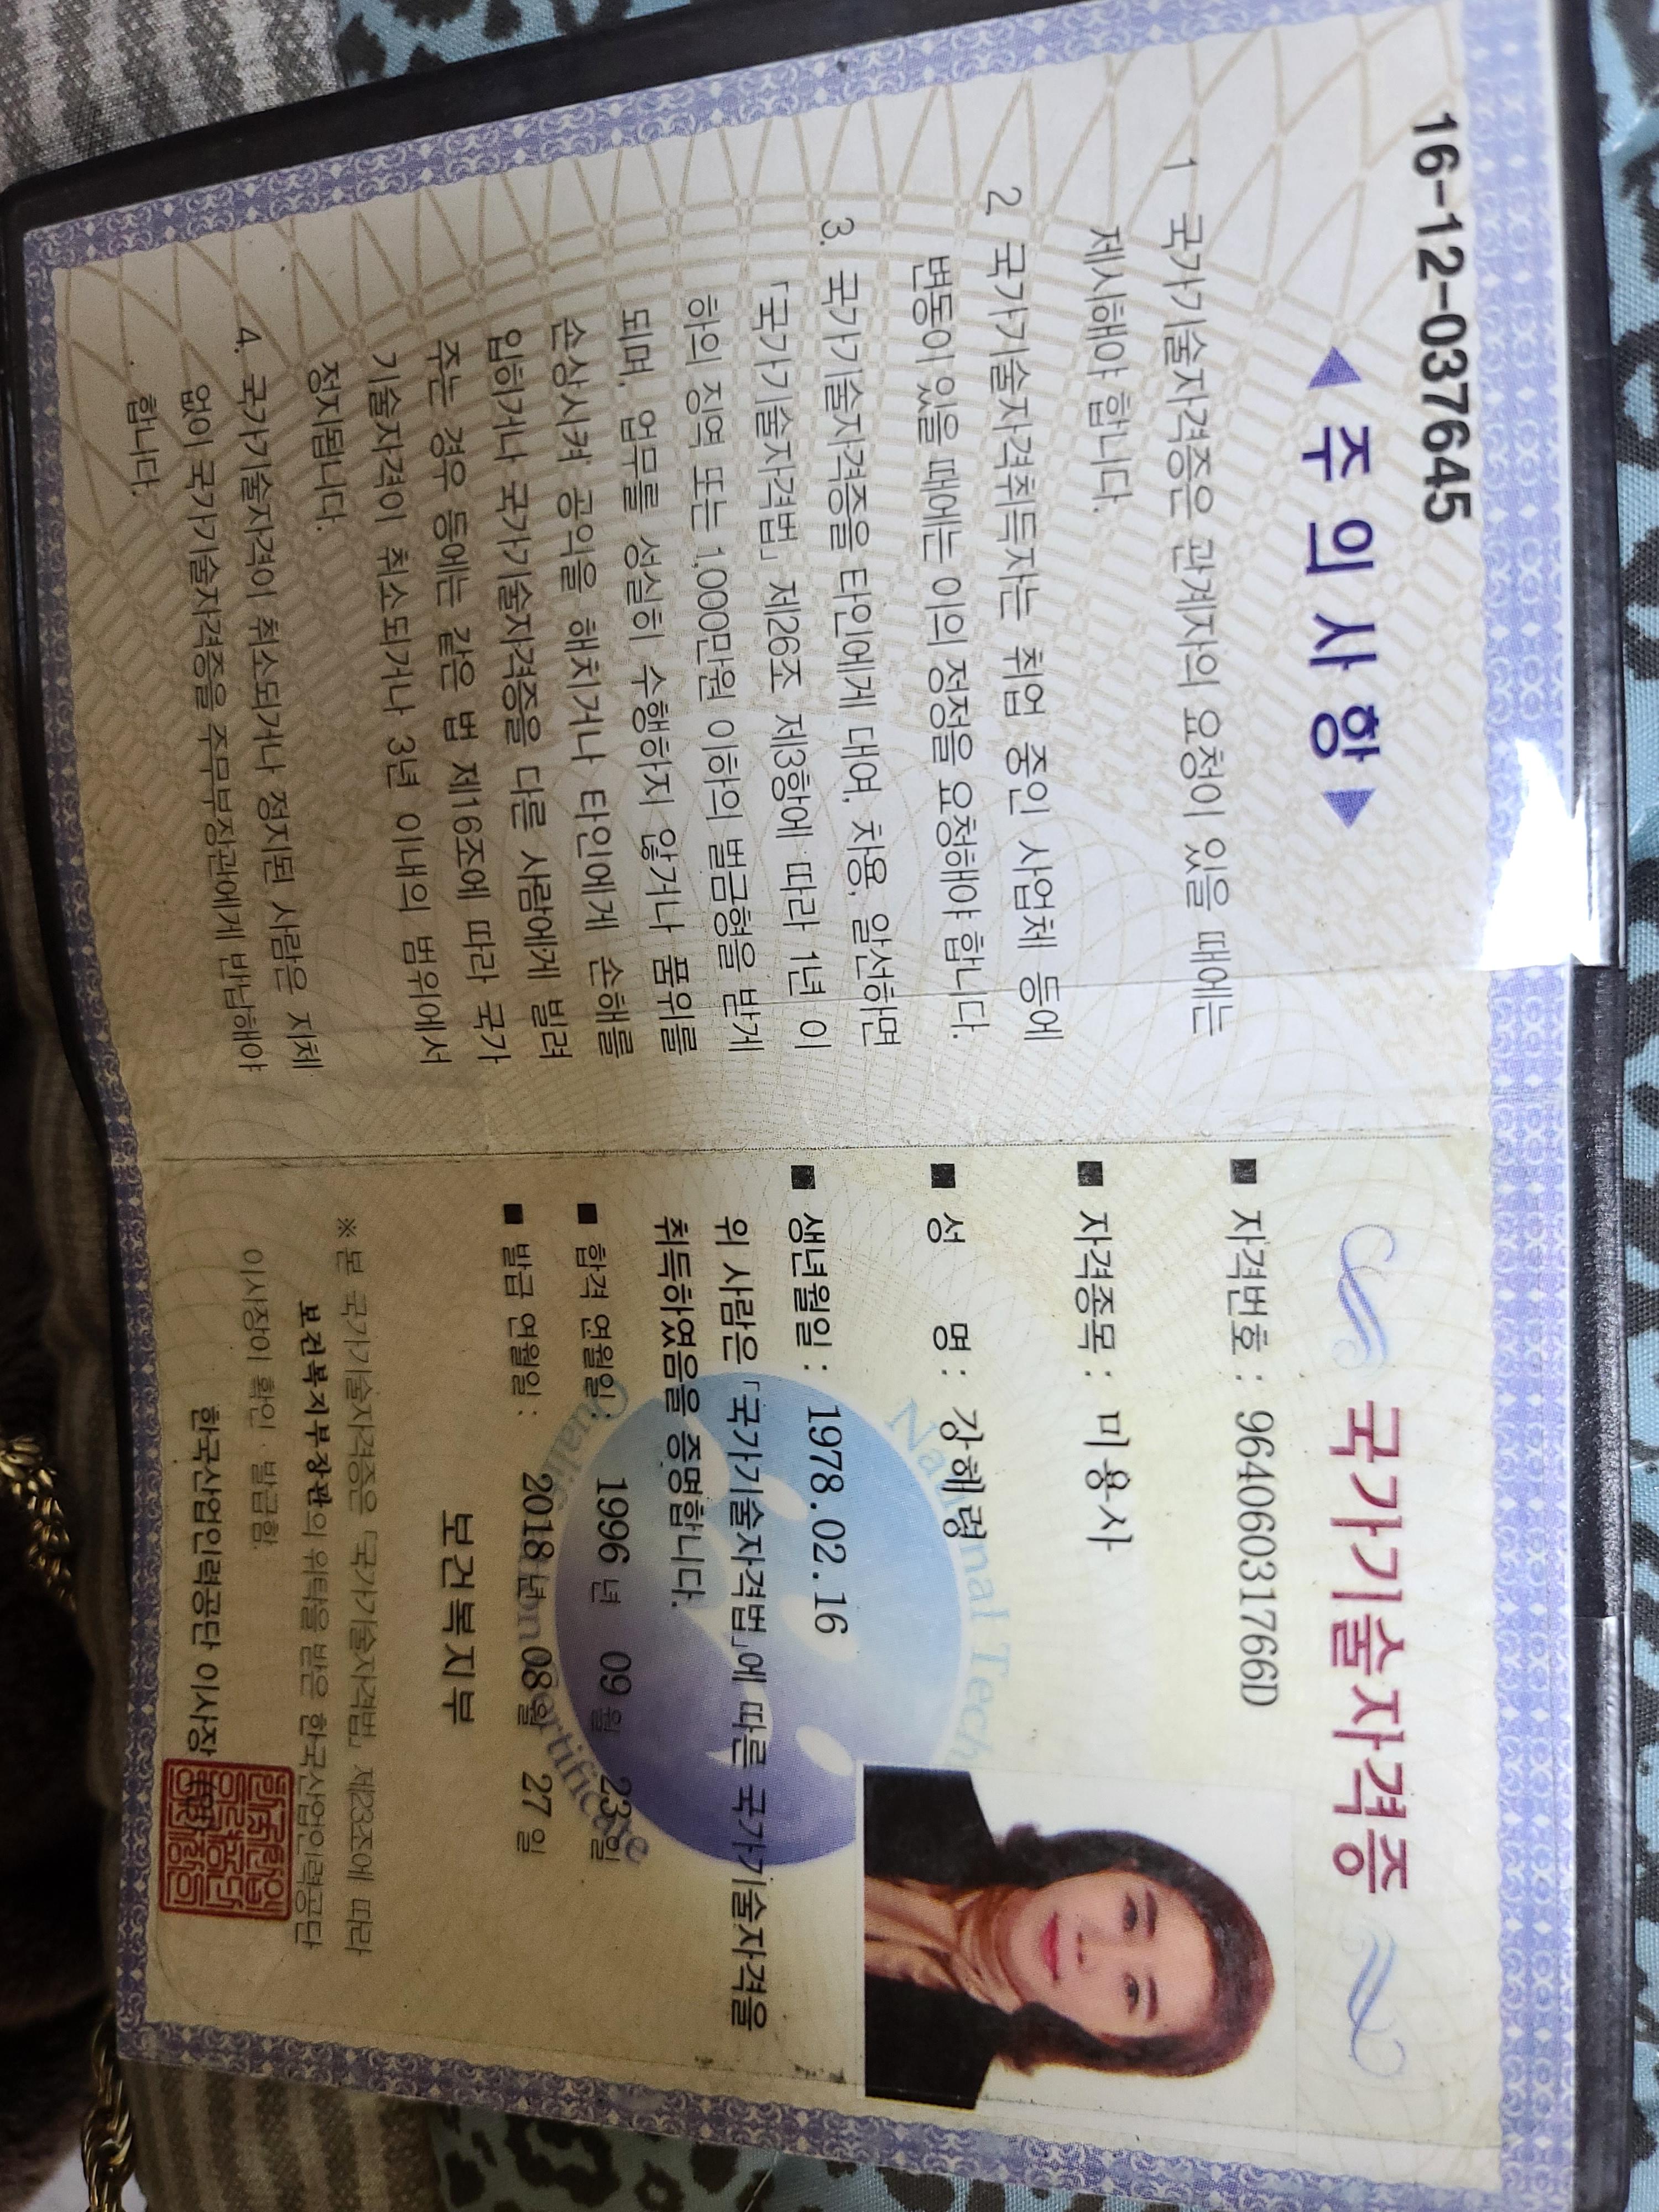 16-12-037645
◀ 주 의 사 항 ▶
1 국가기술자격증은 관계자의 요청이 있을 때에는
제시해야 합니다.
2. 국가기술자격취득자는 취업 중인 사업체 등에
변동이 있을 때에는 이의 정정을 요청해야 합니다.
3. 국가기술자격증을 타인에게 대여, 차용, 알선하면
「국가기술자격법」 제26조 제3항에 따라 1년 이
하의 징역 또는 1,000만원 이하의 벌금형을 받게
되며, 업무를 성실히 수행하지 않거나 품위를
손상시켜 공익을 해치거나 타인에게 손해를
입히거나 국가기술자격증을 다른 사람에게 빌려
주는 경우 등에는 같은 법 제16조에 따라 국가
기술자격이 취소되거나 3년 이내의 범위에서
정지됩니다.
4. 국가기술자격이 취소되거나 정지된 사람은 지체
없이 국가기술자격증을 주무부장관에게 반납해야
합니다.
국가기술자격증
■ 자격번호 : 96406031766D
■ 자격종목 : 미용사
■ 성 명 : 강혜령
■ 생년월일 : 1978.02.16
위 사람은 「국가기술자격법」에 따른 국가기술자격을
취득하였음을 증명합니다.
■ 합격 연월일 1996 년 09 월 23 일
■ 발급 연월일 : 2018 년 08 월 27 일
보건복지부
※ 본 국가기술자격증은 「국가기술자격법」 제23조에 따라
보건복지부장관의 위탁을 받은 한국산업인력공단
이사장이 확인·발급함.
한국산업인력공단 이사장
National Tech
Certificate